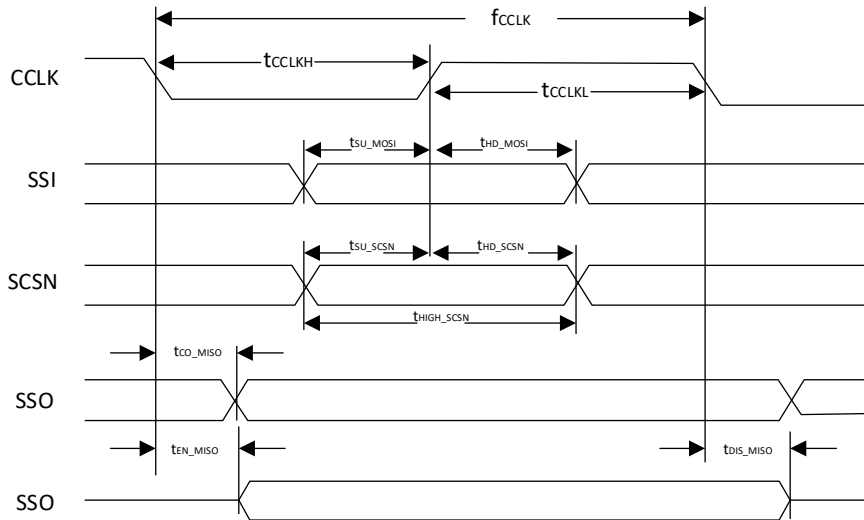 fCCLK
CCLK
tCCLKH
tCCLKL
tSU_MOSI
tHD_MOSI
SSI
tSU_SCSN
tHD_SCSN
SCSN
tHIGH_SCSN
tCO_MISO
SSO
tEN_MISO
tDIS_MISO
SSO